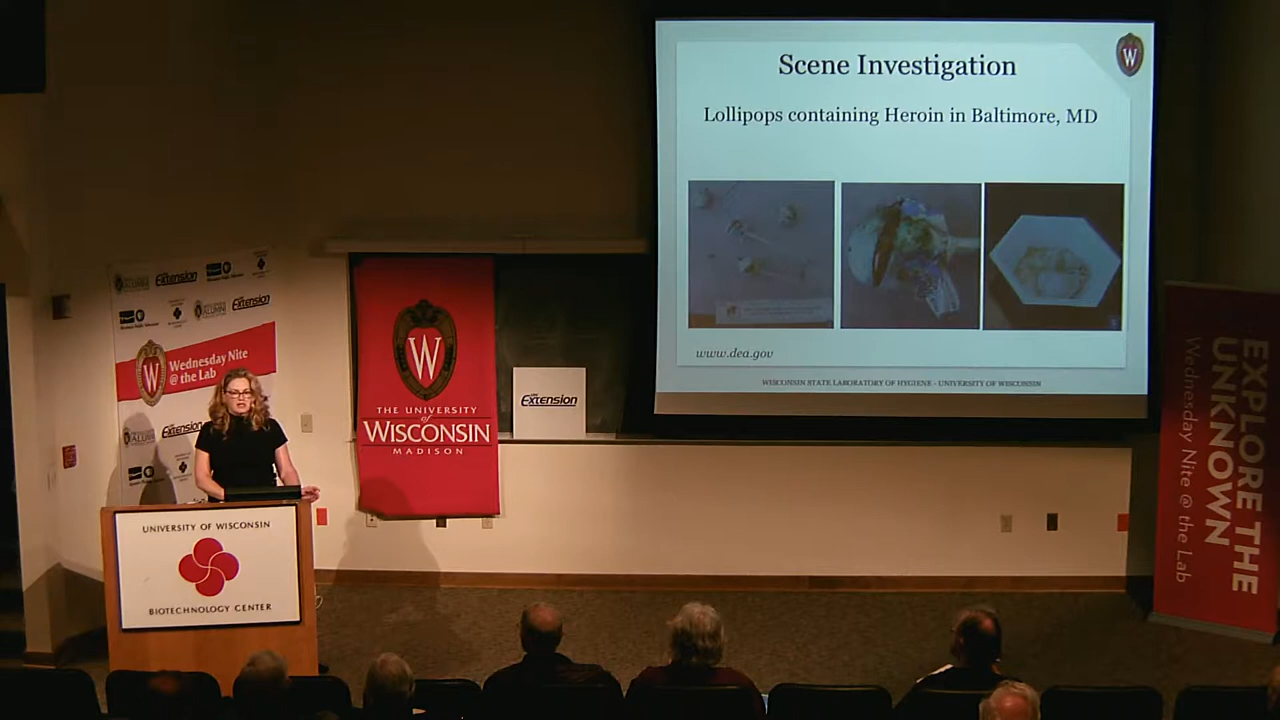 Scene Investigation
W
Lollipops containing Heroin in Baltimore, MD
www.dea.gov
WISCONSIN STATE LABORATORY OF HYGIENE - UNIVERSITY OF WISCONSIN
Extension
ALUMNI
Extension
Wednesday Nite
@ the Lab
Extension
W
THE UNIVERSITY
of
WISCONSIN
MADISON
Extension
UNIVERSITY OF WISCONSIN
BIOTECHNOLOGY CENTER
EXPLORE THE
UNKNOWN
Wednesday Nite @ the Lab